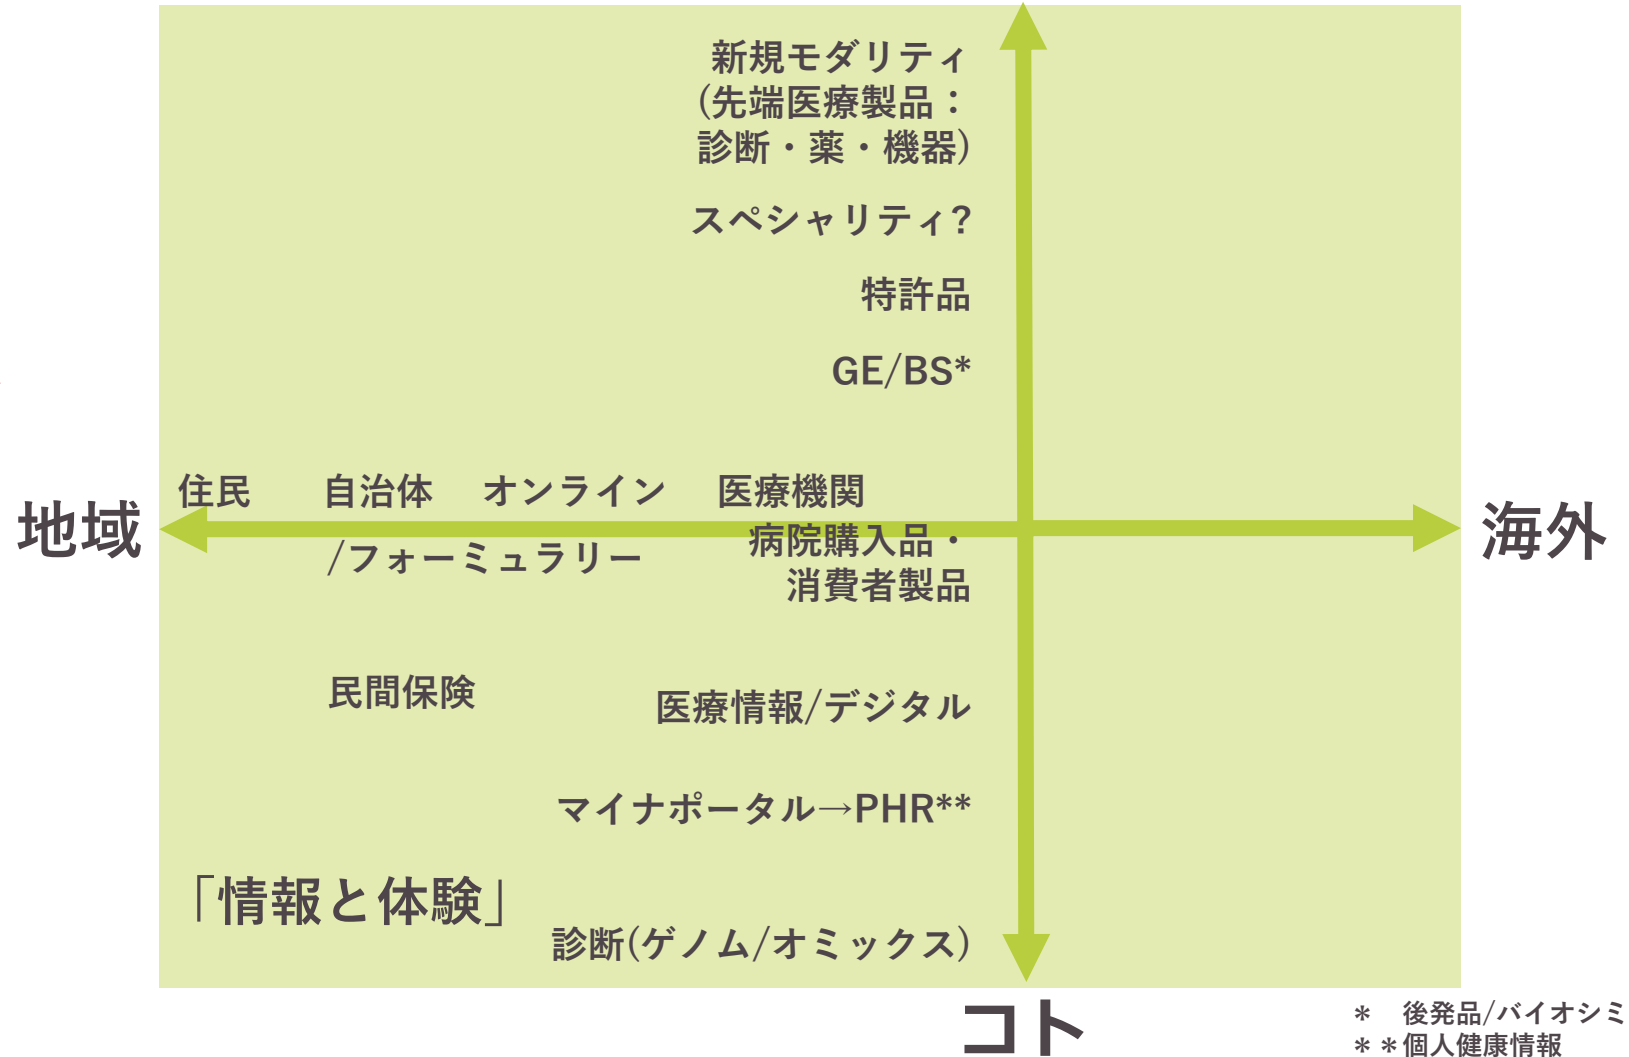 新規モダリティ
(先端医療製品：
診断・薬・機器)
スペシャリティ?
特許品
GE/BS*
住民 自治体 オンライン 医療機関
地域
海外
/フォーミュラリー
病院購入品・
消費者製品
民間保険
医療情報/デジタル
マイナポータル→PHR**
「情報と体験」
診断(ゲノム/オミックス)
コト
＊ 後発品/バイオシミ
＊＊個人健康情報